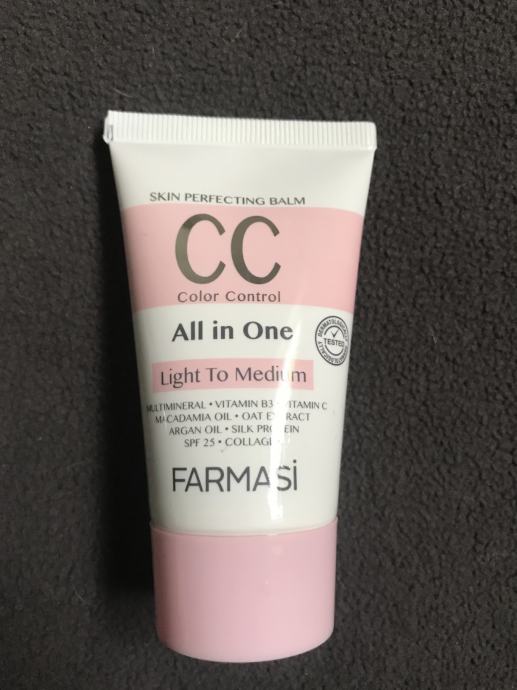 SKIN PERFECTING BALM
CC
Color Control
All in One
DERMATOLOGICALLY
TESTED
DERMATOLOGICALLY
Light To Medium
MULTIMINERAL • VITAMIN B3 • VITAMIN C
MACADAMIA OIL • OAT EXTRACT
ARGAN OIL • SILK PROTEIN
SPF 25 • COLLAGEN
FARMASİ